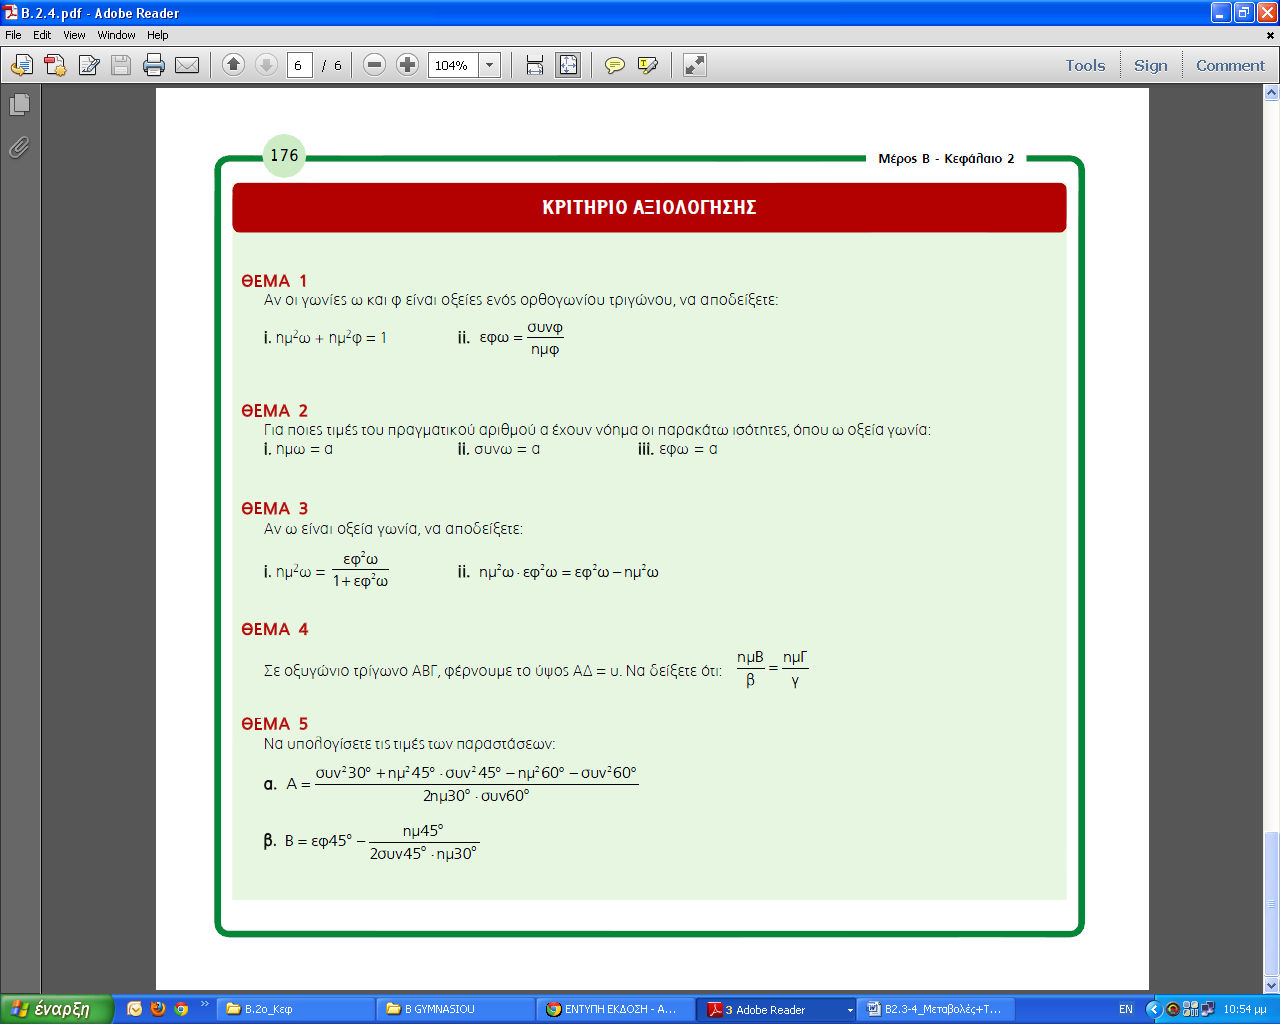 B.2.4.pdf - Adobe Reader
File Edit View Window Help
6 / 6 104% Tools Sign Comment
176
Μέρος Β - Κεφάλαιο 2
ΚΡΙΤΗΡΙΟ ΑΞΙΟΛΟΓΗΣΗΣ
ΘΕΜΑ 1
Αν οι γωνίες ω και φ είναι οξείες ενός ορθογωνίου τριγώνου, να αποδείξετε:
i. ημ²ω + ημ²φ = 1 ii. εφω = συνφ / ημφ
ΘΕΜΑ 2
Για ποιες τιμές του πραγματικού αριθμού α έχουν νόημα οι παρακάτω ισότητες, όπου ω οξεία γωνία:
i. ημω = α ii. συνω = α iii. εφω = α
ΘΕΜΑ 3
Αν ω είναι οξεία γωνία, να αποδείξετε:
i. ημ²ω = εφ²ω / 1 + εφ²ω ii. ημ²ω · εφ²ω = εφ²ω − ημ²ω
ΘΕΜΑ 4
Σε οξυγώνιο τρίγωνο ΑΒΓ, φέρνουμε το ύψος ΑΔ = υ. Να δείξετε ότι: ημΒ / β = ημΓ / γ
ΘΕΜΑ 5
Να υπολογίσετε τις τιμές των παραστάσεων:
α. Α = συν²30° + ημ²45° · συν²45° − ημ²60° − συν²60° / 2ημ30° · συν60°
β. Β = εφ45° − ημ45° / 2συν45° · ημ30°
έναρξη » Β.2ο_Κεφ B GYMNASIOU ΕΝΤΥΠΗ ΕΚΔΟΣΗ - Α... 3 Adobe Reader Β2.3-4_Μεταβολές+Τ... EN 10:54 μμ